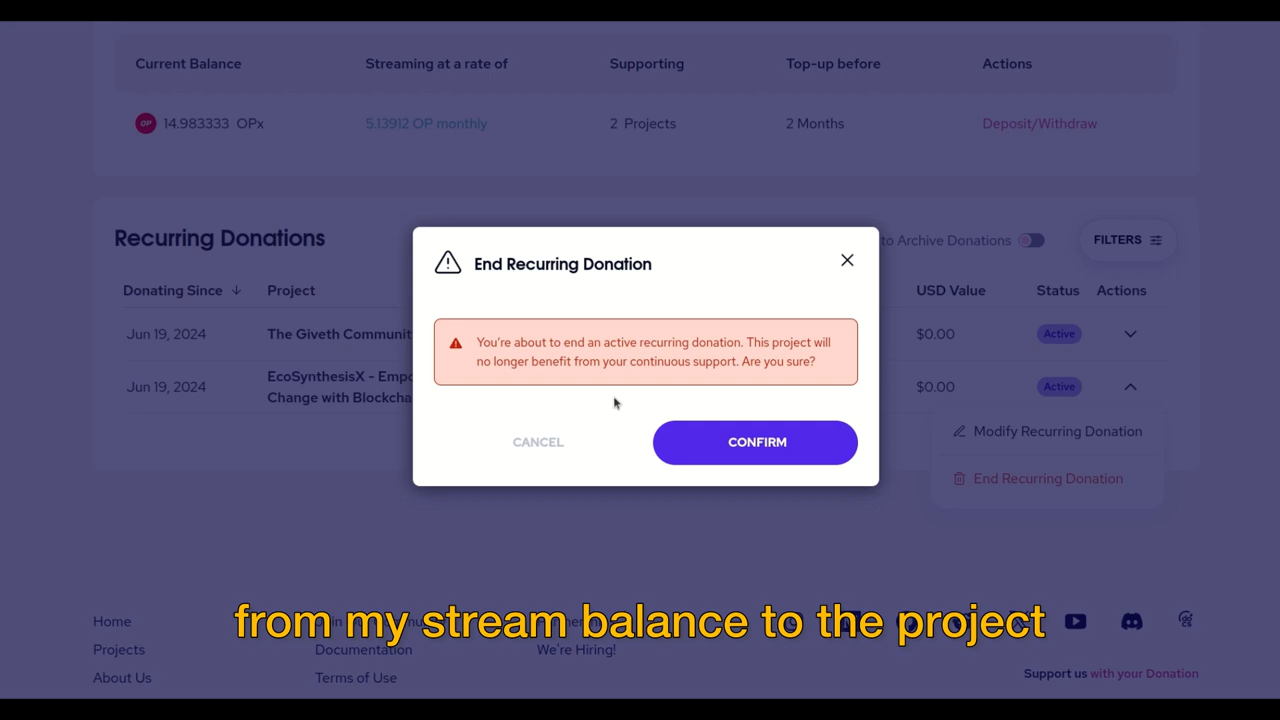 Current Balance Streaming at a rate of Supporting Top-up before Actions
OP 14.983333 OPx 5.13912 OP monthly 2 Projects 2 Months Deposit/Withdraw
Recurring Donations to Archive Donations FILTERS
Donating Since Project USD Value Status Actions
Jun 19, 2024 The Giveth Communit $0.00 Active
Jun 19, 2024 EcoSynthesisX - Empo $0.00 Active
Change with Blockcha
Modify Recurring Donation
End Recurring Donation
End Recurring Donation
You're about to end an active recurring donation. This project will
no longer benefit from your continuous support. Are you sure?
CANCEL CONFIRM
from my stream balance to the project
Home
Projects Documentation We're Hiring!
About Us Terms of Use
Support us with your Donation